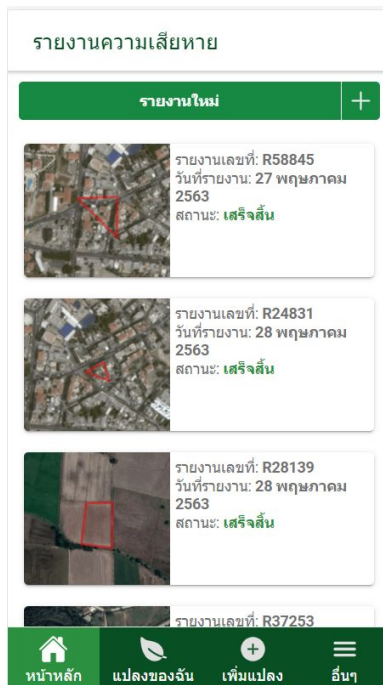 รายงานความเสียหาย
รายงานใหม่
รายงานเลขที่: R58845
วันที่รายงาน: 27 พฤษภาคม
2563
สถานะ: เสร็จสิ้น
รายงานเลขที่: R24831
วันที่รายงาน: 28 พฤษภาคม
2563
สถานะ: เสร็จสิ้น
รายงานเลขที่: R28139
วันที่รายงาน: 28 พฤษภาคม
2563
สถานะ: เสร็จสิ้น
รายงานเลขที่: R37253
หน้าหลัก แปลงของฉัน เพิ่มแปลง อื่นๆ